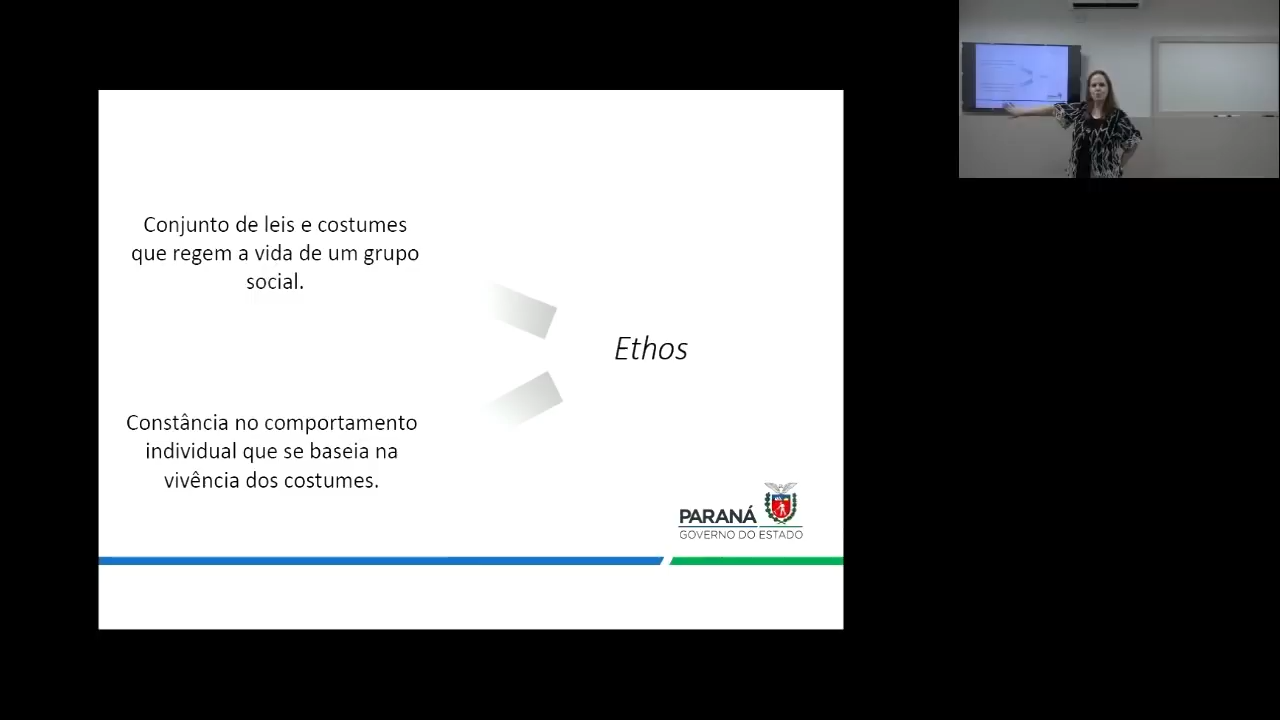 Conjunto de leis e costumes
que regem a vida de um grupo
social.
Ethos
Constância no comportamento
individual que se baseia na
vivência dos costumes.
PARANÁ
GOVERNO DO ESTADO